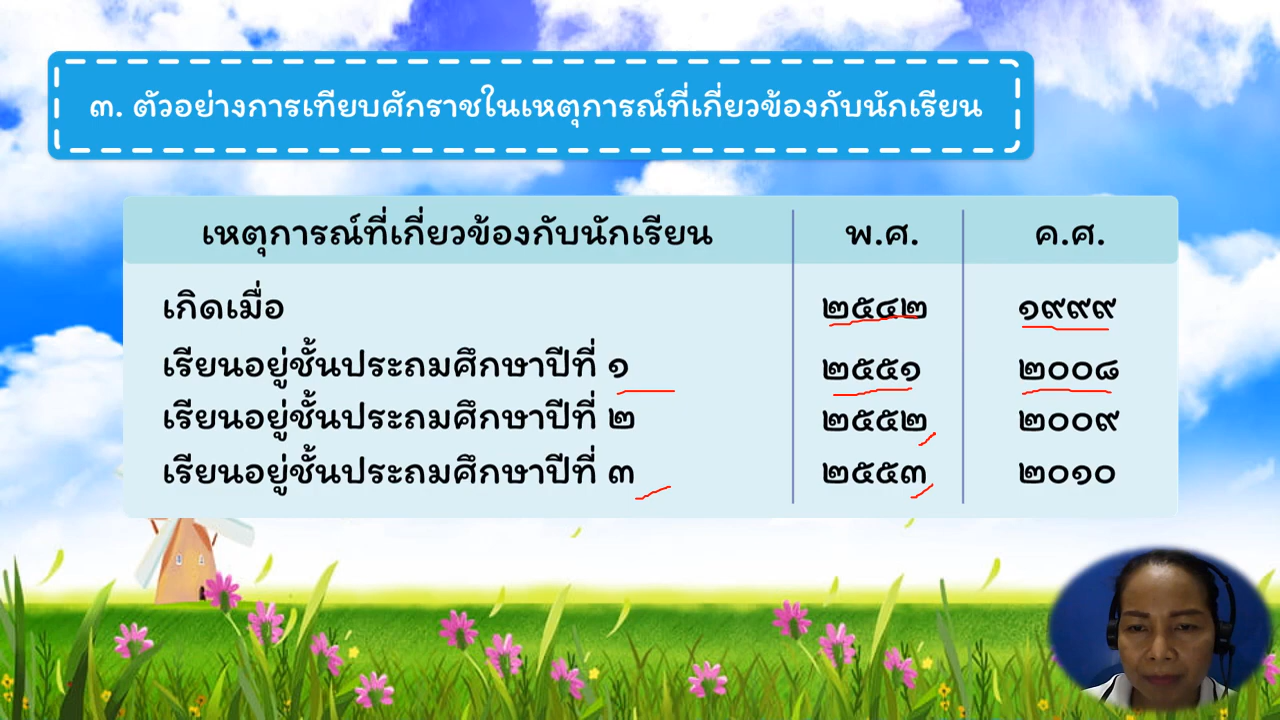 ๓. ตัวอย่างการเทียบศักราชในเหตุการณ์ที่เกี่ยวข้องกับนักเรียน
เหตุการณ์ที่เกี่ยวข้องกับนักเรียน พ.ศ. ค.ศ.
เกิดเมื่อ ๒๕๔๒ ๑๙๙๙
เรียนอยู่ชั้นประถมศึกษาปีที่ ๑ ๒๕๕๑ ๒๐๐๘
เรียนอยู่ชั้นประถมศึกษาปีที่ ๒ ๒๕๕๒ ๒๐๐๙
เรียนอยู่ชั้นประถมศึกษาปีที่ ๓ ๒๕๕๓ ๒๐๑๐